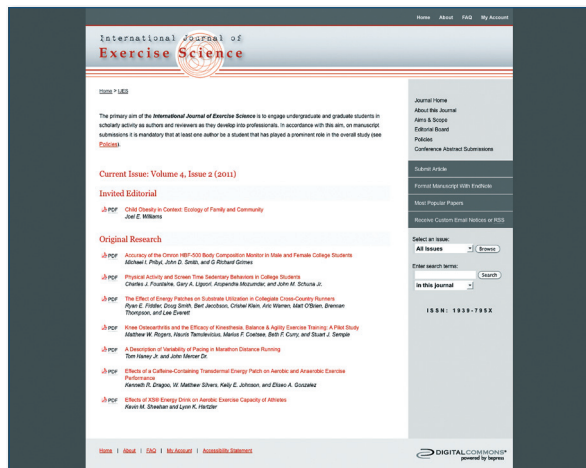 Home About FAQ My Account
International Journal of
Exercise Science
Home > IJES
The primary aim of the International Journal of Exercise Science is to engage undergraduate and graduate students in
scholarly activity as authors and reviewers as they develop into professionals. In accordance with this aim, on manuscript
submissions it is mandatory that at least one author be a student that has played a prominent role in the overall study (see
Policies).
Current Issue: Volume 4, Issue 2 (2011)
Invited Editorial
PDF Child Obesity in Context: Ecology of Family and Community
Joel E. Williams
Original Research
PDF Accuracy of the Omron HBF-500 Body Composition Monitor in Male and Female College Students
Michael I. Pribyl, John D. Smith, and G Richard Grimes
PDF Physical Activity and Screen Time Sedentary Behaviors in College Students
Charles J. Fountaine, Gary A. Liguori, Arupendra Mozumder, and John M. Schuna Jr.
PDF The Effect of Energy Patches on Substrate Utilization in Collegiate Cross-Country Runners
Ryan E. Fiddler, Doug Smith, Bert Jacobson, Crishel Klein, Aric Warren, Matt O'Brien, Brennan
Thompson, and Lee Everett
PDF Knee Osteoarthritis and the Efficacy of Kinesthesia, Balance & Agility Exercise Training: A Pilot Study
Matthew W. Rogers, Nauris Tamulevicius, Marius F. Coetsee, Beth F. Curry, and Stuart J. Semple
PDF A Description of Variability of Pacing in Marathon Distance Running
Tom Haney Jr. and John Mercer Dr.
PDF Effects of a Caffeine-Containing Transdermal Energy Patch on Aerobic and Anaerobic Exercise
Performance
Kenneth R. Dragoo, W. Matthew Silvers, Kelly E. Johnson, and Eliseo A. Gonzalez
PDF Effects of XS® Energy Drink on Aerobic Exercise Capacity of Athletes
Kevin M. Sheehan and Lynn K. Hartzler
Journal Home
About this Journal
Aims & Scope
Editorial Board
Policies
Conference Abstract Submissions
Submit Article
Format Manuscript With EndNote
Most Popular Papers
Receive Custom Email Notices or RSS
Select an issue:
All Issues Browse
Enter search terms:
Search
in this journal
ISSN: 1939-795X
Home | About | FAQ | My Account | Accessibility Statement
DIGITALCOMMONS®
powered by bepress